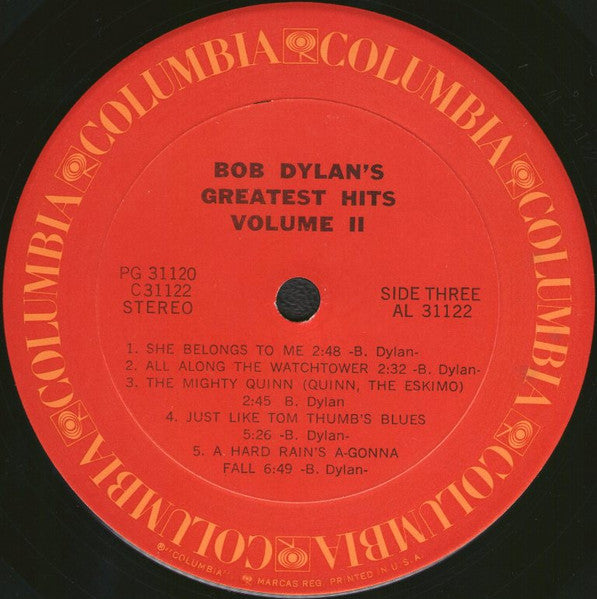 COLUMBIA COLUMBIA COLUMBIA COLUMBIA COLUMBIA COLUMBIA
BOB DYLAN'S
GREATEST HITS
VOLUME II
PG 31120
C31122
STEREO
SIDE THREE
AL 31122
1. SHE BELONGS TO ME 2:48 -B. Dylan-
2. ALL ALONG THE WATCHTOWER 2:32 -B. Dylan-
3. THE MIGHTY QUINN (QUINN, THE ESKIMO)
2:45 B. Dylan
4. JUST LIKE TOM THUMB'S BLUES
5:26 -B. Dylan-
5. A HARD RAIN'S A-GONNA
FALL 6:49 -B. Dylan-
℗"COLUMBIA" MARCAS REG. PRINTED IN U.S.A.